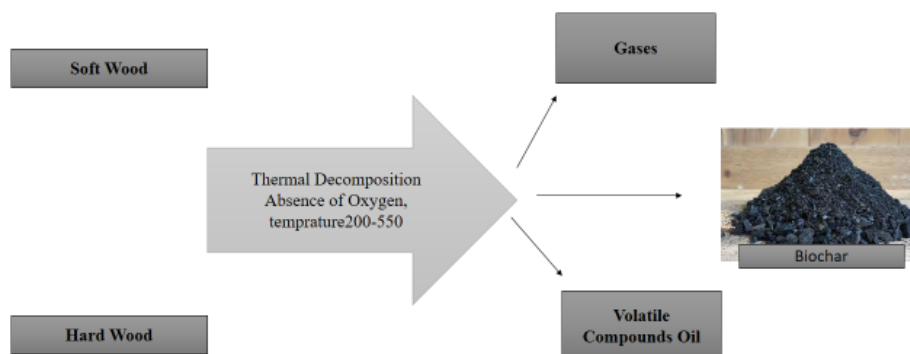 Soft Wood
Hard Wood
Thermal Decomposition
Absence of Oxygen,
temprature200-550
Gases
Biochar
Volatile
Compounds Oil